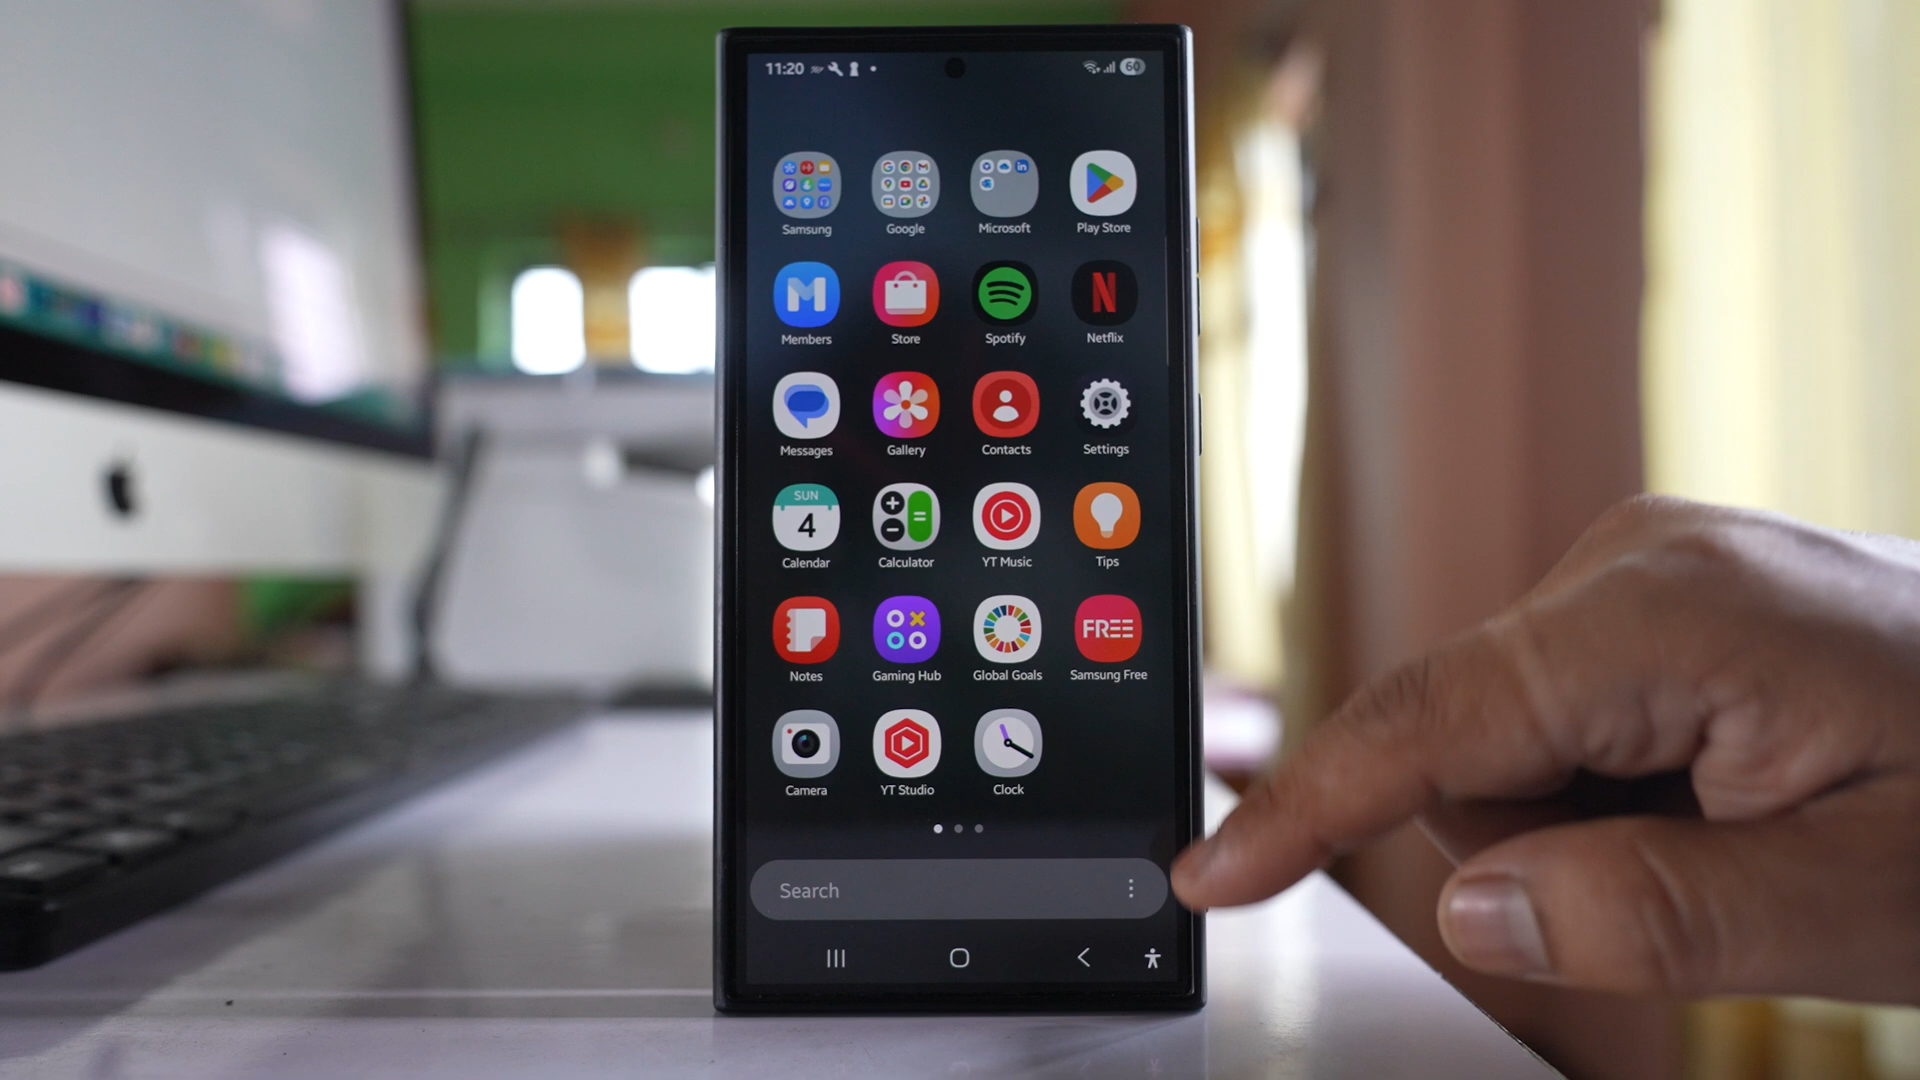 11:20
60
Samsung Google Microsoft Play Store
Members Store Spotify Netflix
Messages Gallery Contacts Settings
SUN
4
Calendar Calculator YT Music Tips
FREE
Notes Gaming Hub Global Goals Samsung Free
Camera YT Studio Clock
Search